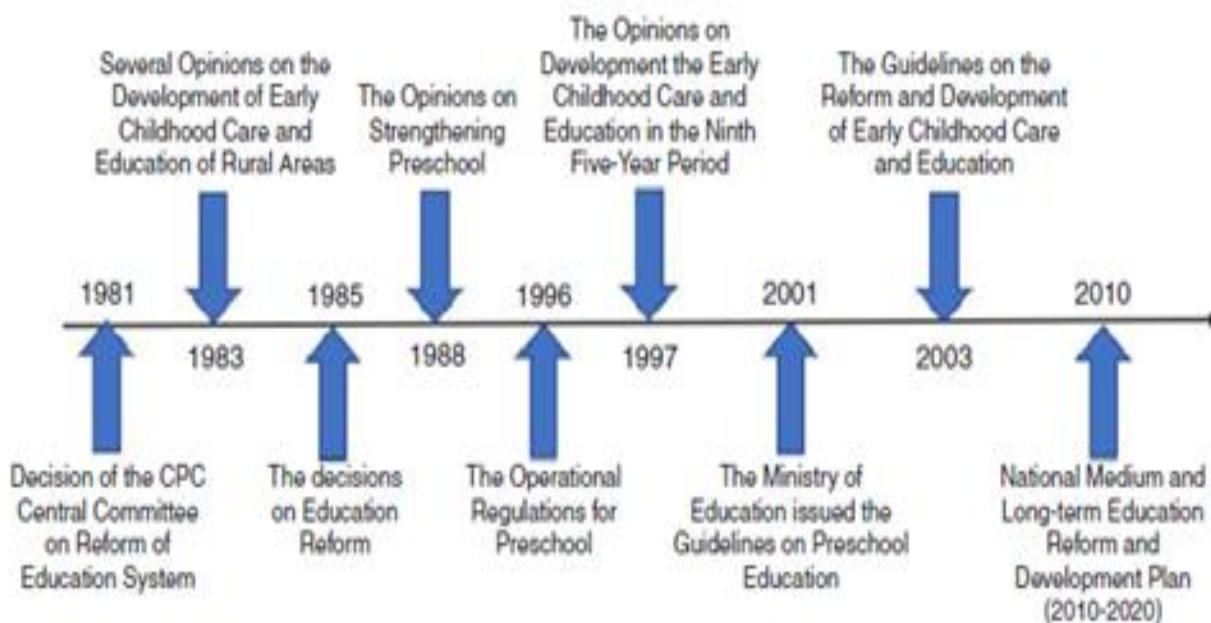 Several Opinions on the
Development of Early
Childhood Care and
Education of Rural Areas
The Opinions on
Strengthening
Preschool
The Opinions on
Development the Early
Childhood Care and
Education in the Ninth
Five-Year Period
The Guidelines on the
Reform and Development
of Early Childhood Care
and Education
1981
1985
1996
2001
2010
1983
1988
1997
2003
Decision of the CPC
Central Committee
on Reform of
Education System
The decisions
on Education
Reform
The Operational
Regulations for
Preschool
The Ministry of
Education issued the
Guidelines on Preschool
Education
National Medium and
Long-term Education
Reform and
Development Plan
(2010-2020)